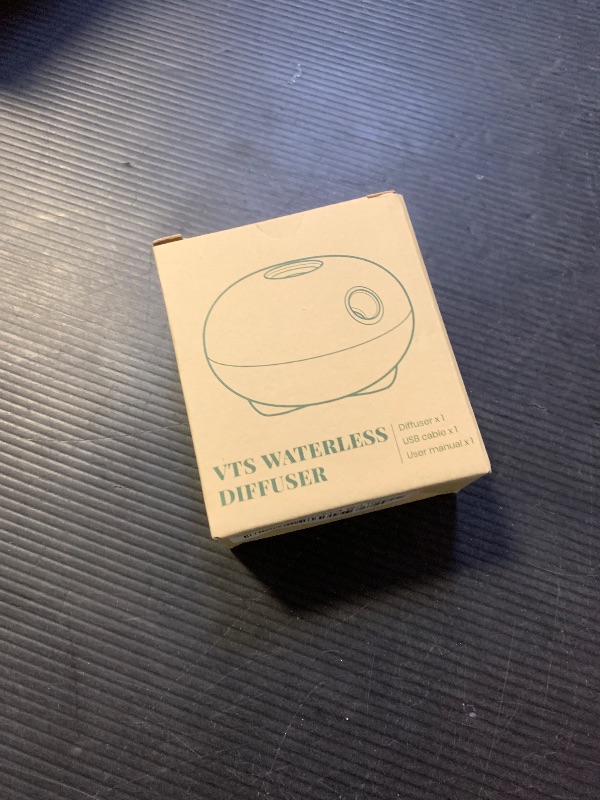 VTS WATERLESS
DIFFUSER
Diffuser x 1
USB cable x 1
User manual x 1